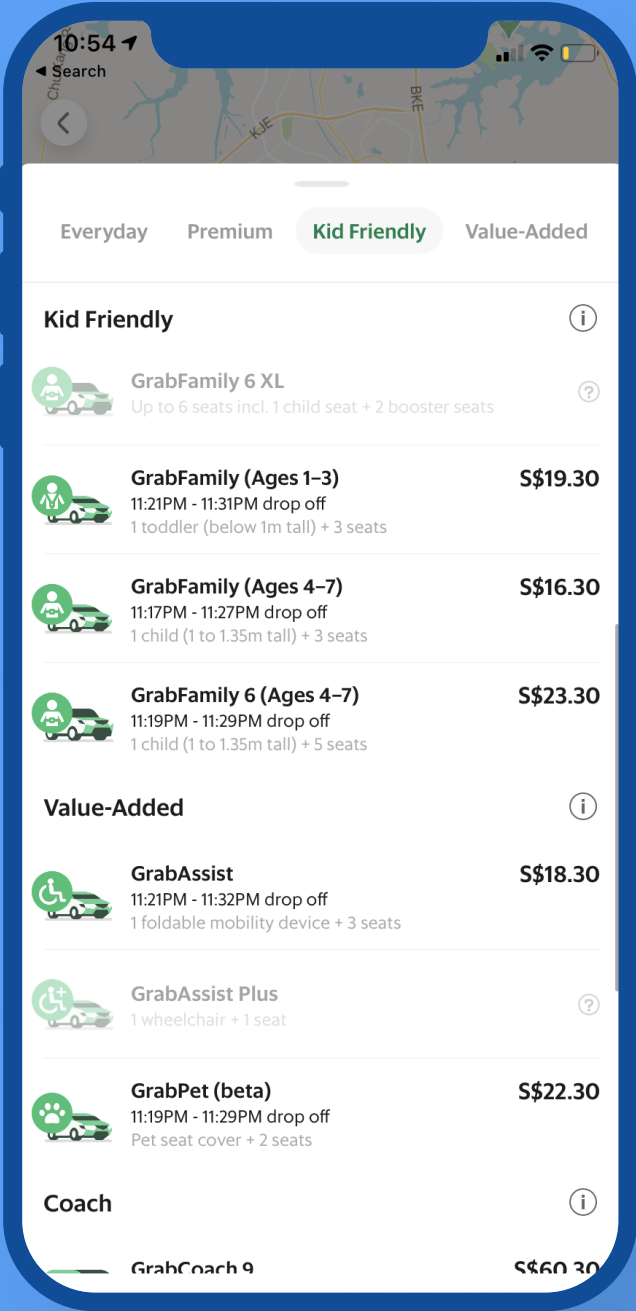 10:54
Search
KJE
BKE
Everyday
Premium
Kid Friendly
Value-Added
Kid Friendly
GrabFamily 6 XL
Up to 6 seats incl. 1 child seat + 2 booster seats
GrabFamily (Ages 1–3)
S$19.30
11:21PM - 11:31PM drop off
1 toddler (below 1m tall) + 3 seats
GrabFamily (Ages 4–7)
S$16.30
11:17PM - 11:27PM drop off
1 child (1 to 1.35m tall) + 3 seats
GrabFamily 6 (Ages 4–7)
S$23.30
11:19PM - 11:29PM drop off
1 child (1 to 1.35m tall) + 5 seats
Value-Added
GrabAssist
S$18.30
11:21PM - 11:32PM drop off
1 foldable mobility device + 3 seats
GrabAssist Plus
1 wheelchair + 1 seat
GrabPet (beta)
S$22.30
11:19PM - 11:29PM drop off
Pet seat cover + 2 seats
Coach
GrabCoach 9
S$60.30